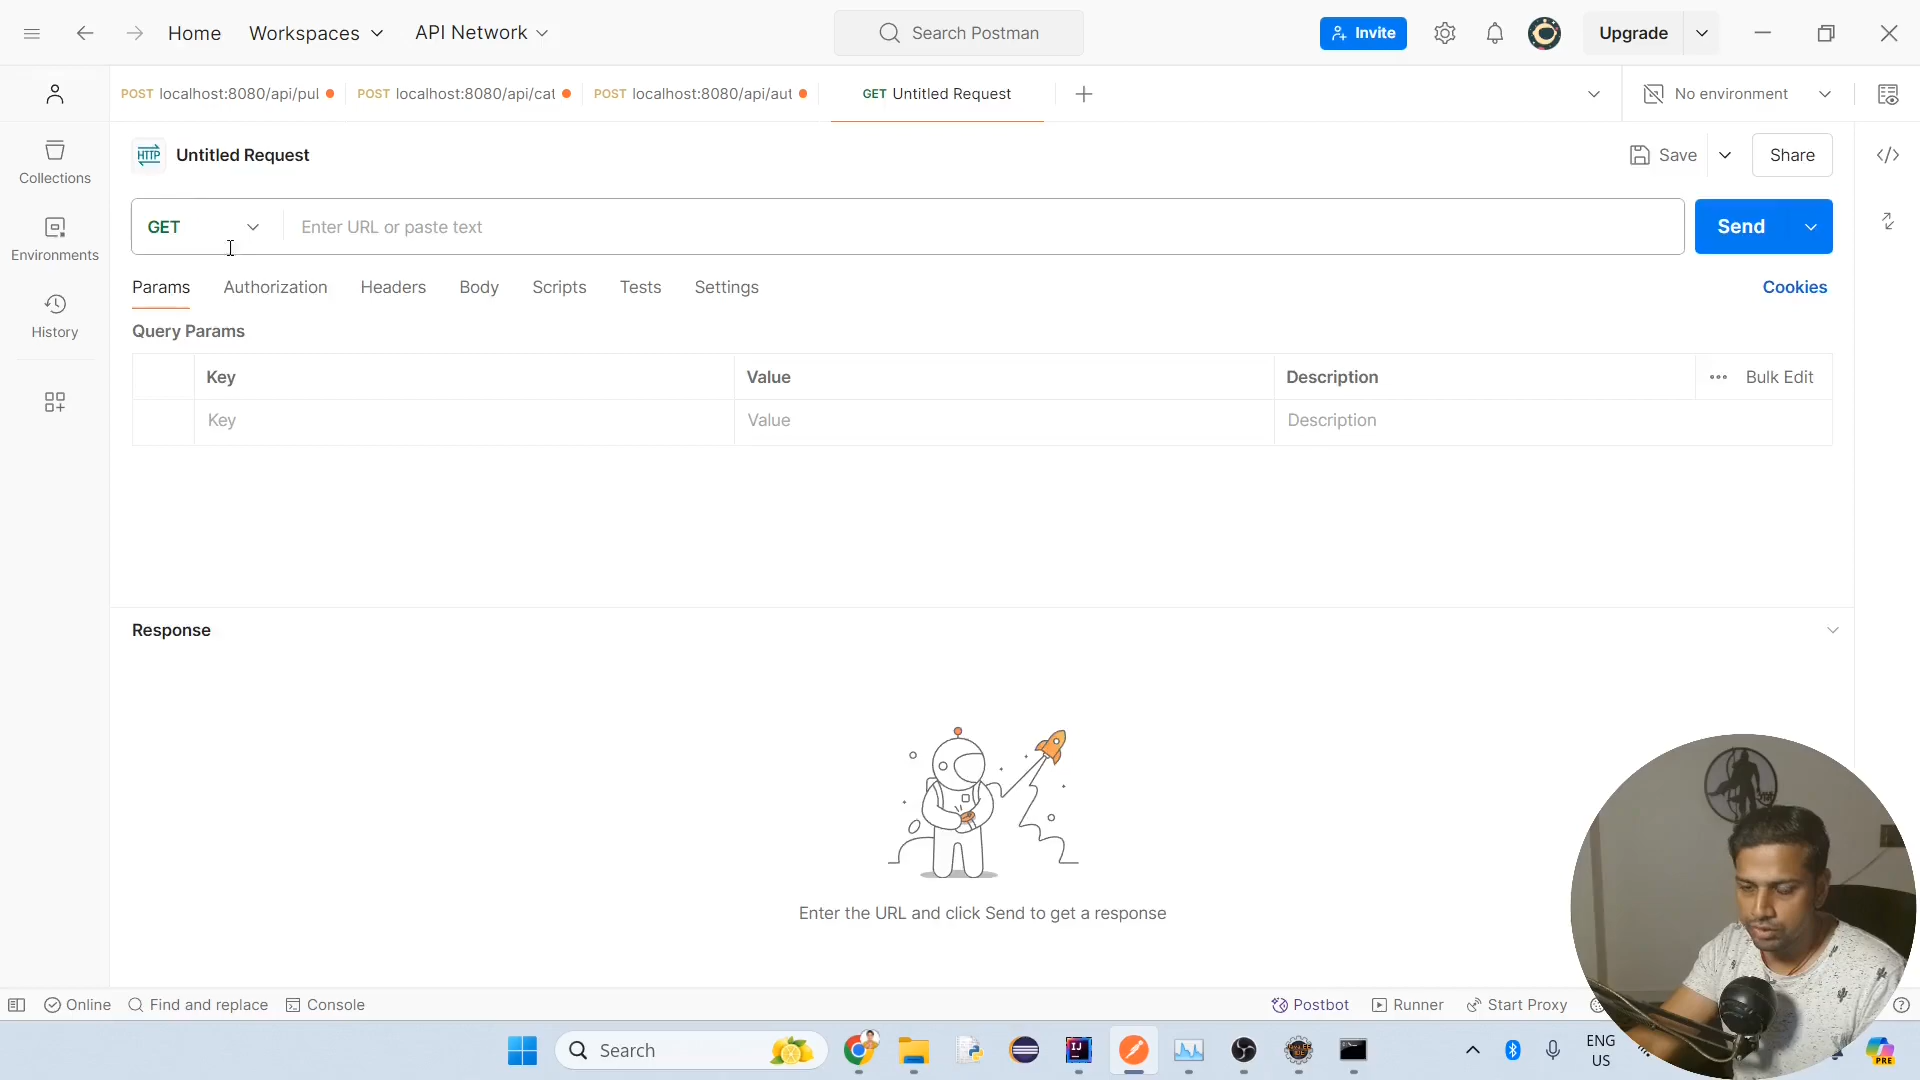 Home Workspaces API Network Search Postman Invite Upgrade
POST localhost:8080/api/pul POST localhost:8080/api/cat POST localhost:8080/api/aut GET Untitled Request No environment
HTTP Untitled Request Save Share
Collections
GET Enter URL or paste text Send
Environments
Params Authorization Headers Body Scripts Tests Settings Cookies
History
Query Params
Key Value Description Bulk Edit
Key Value Description
Response
Enter the URL and click Send to get a response
Online Find and replace Console Postbot Runner Start Proxy
Search ENG
US
IJ
PRE